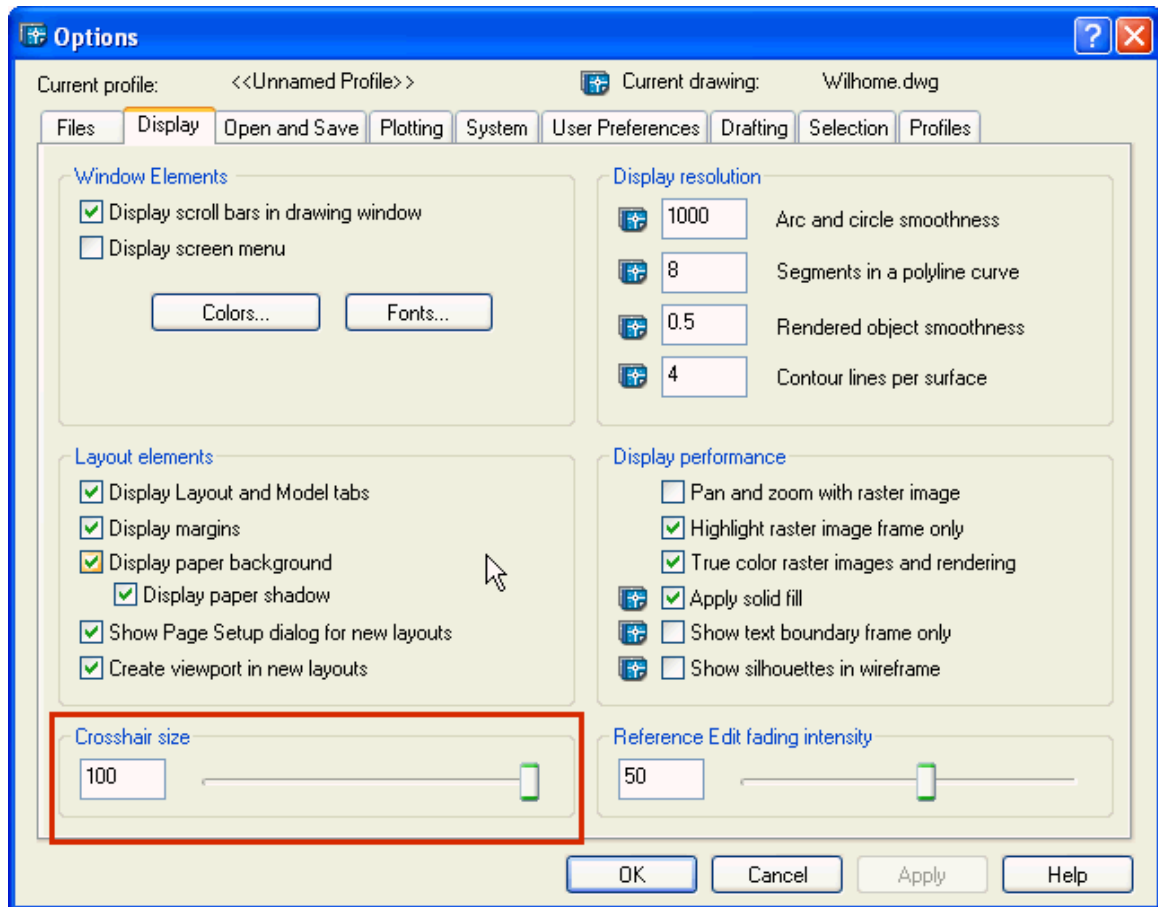 Options
Current profile: <<Unnamed Profile>> Current drawing: Wilhome.dwg
Files Display Open and Save Plotting System User Preferences Drafting Selection Profiles
Window Elements
Display scroll bars in drawing window
Display screen menu
Colors... Fonts...
Display resolution
1000 Arc and circle smoothness
8 Segments in a polyline curve
0.5 Rendered object smoothness
4 Contour lines per surface
Layout elements
Display Layout and Model tabs
Display margins
Display paper background
Display paper shadow
Show Page Setup dialog for new layouts
Create viewport in new layouts
Display performance
Pan and zoom with raster image
Highlight raster image frame only
True color raster images and rendering
Apply solid fill
Show text boundary frame only
Show silhouettes in wireframe
Crosshair size
100
Reference Edit fading intensity
50
OK Cancel Apply Help